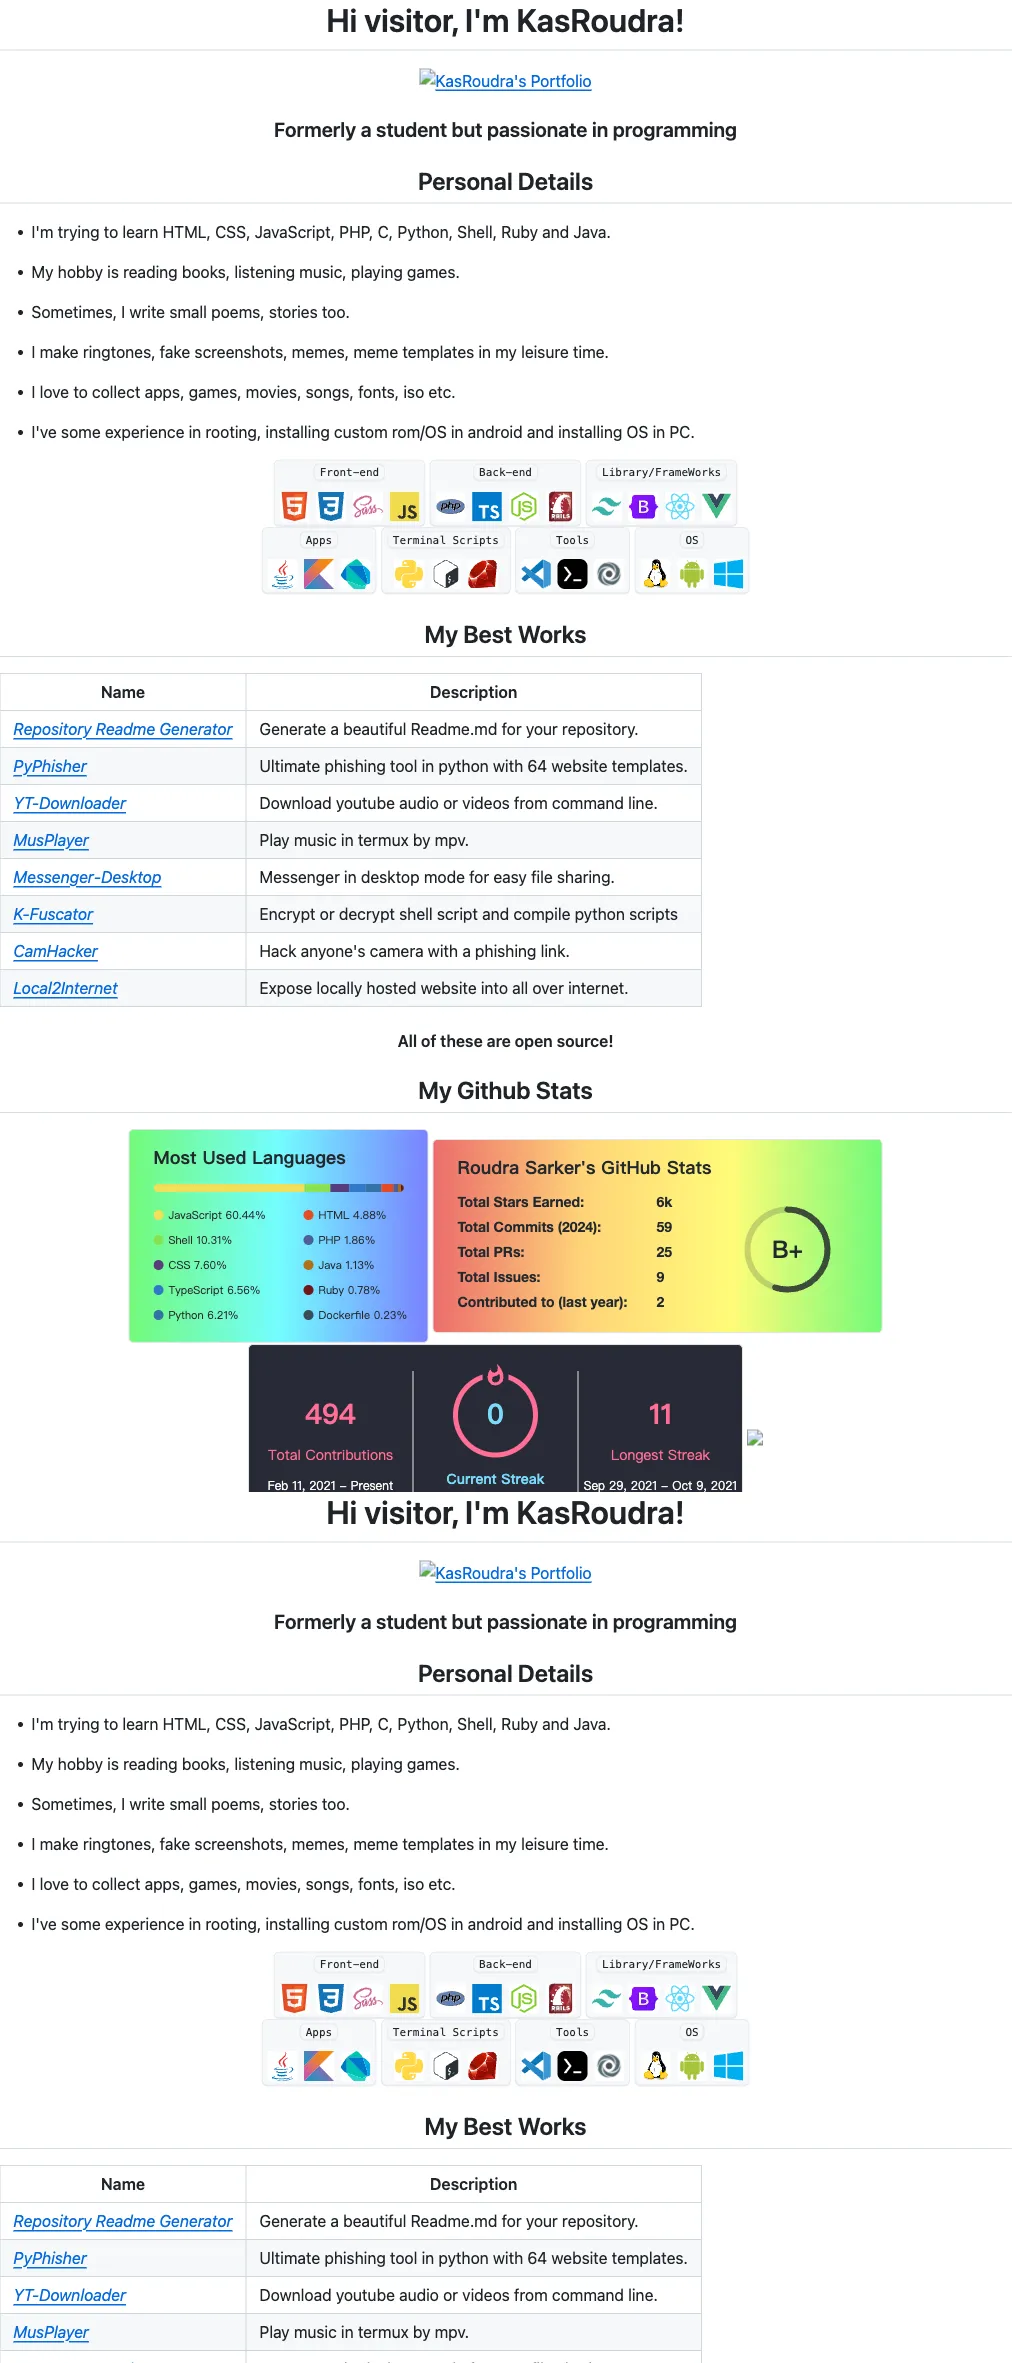 Hi visitor, I'm KasRoudra!
KasRoudra's Portfolio
Formerly a student but passionate in programming
Personal Details
• I'm trying to learn HTML, CSS, JavaScript, PHP, C, Python, Shell, Ruby and Java.
• My hobby is reading books, listening music, playing games.
• Sometimes, I write small poems, stories too.
• I make ringtones, fake screenshots, memes, meme templates in my leisure time.
• I love to collect apps, games, movies, songs, fonts, iso etc.
• I've some experience in rooting, installing custom rom/OS in android and installing OS in PC.
Front-end Back-end Library/FrameWorks
5 3 Sass JS php TS JS RAILS B
Apps Terminal Scripts Tools OS
My Best Works
Name Description
Repository Readme Generator Generate a beautiful Readme.md for your repository.
PyPhisher Ultimate phishing tool in python with 64 website templates.
YT-Downloader Download youtube audio or videos from command line.
MusPlayer Play music in termux by mpv.
Messenger-Desktop Messenger in desktop mode for easy file sharing.
K-Fuscator Encrypt or decrypt shell script and compile python scripts
CamHacker Hack anyone's camera with a phishing link.
Local2Internet Expose locally hosted website into all over internet.
All of these are open source!
My Github Stats
Most Used Languages
JavaScript 60.44% HTML 4.88%
Shell 10.31% PHP 1.86%
CSS 7.60% Java 1.13%
TypeScript 6.56% Ruby 0.78%
Python 6.21% Dockerfile 0.23%
Roudra Sarker's GitHub Stats
Total Stars Earned: 6k
Total Commits (2024): 59
Total PRs: 25
Total Issues: 9
Contributed to (last year): 2
B+
494 0 11
Total Contributions Current Streak Longest Streak
Feb 11, 2021 – Present Sep 29, 2021 – Oct 9, 2021
Hi visitor, I'm KasRoudra!
KasRoudra's Portfolio
Formerly a student but passionate in programming
Personal Details
• I'm trying to learn HTML, CSS, JavaScript, PHP, C, Python, Shell, Ruby and Java.
• My hobby is reading books, listening music, playing games.
• Sometimes, I write small poems, stories too.
• I make ringtones, fake screenshots, memes, meme templates in my leisure time.
• I love to collect apps, games, movies, songs, fonts, iso etc.
• I've some experience in rooting, installing custom rom/OS in android and installing OS in PC.
Front-end Back-end Library/FrameWorks
5 3 Sass JS php TS JS RAILS B
Apps Terminal Scripts Tools OS
My Best Works
Name Description
Repository Readme Generator Generate a beautiful Readme.md for your repository.
PyPhisher Ultimate phishing tool in python with 64 website templates.
YT-Downloader Download youtube audio or videos from command line.
MusPlayer Play music in termux by mpv.